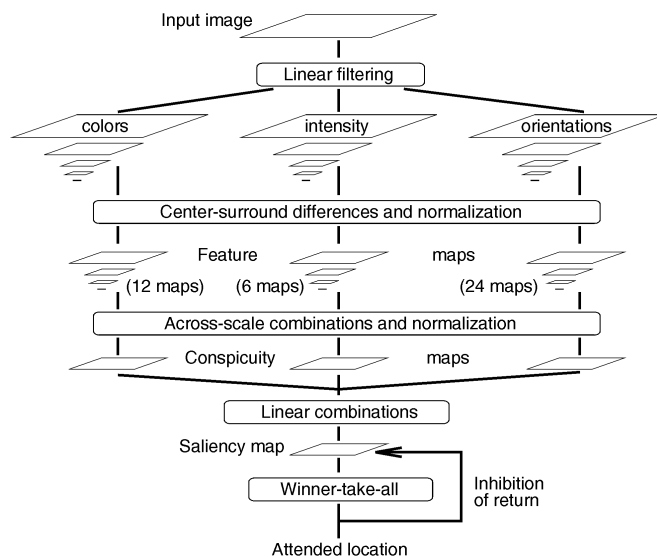 Input image
Linear filtering
colors
intensity
orientations
Center-surround differences and normalization
Feature maps
(12 maps)
(6 maps)
(24 maps)
Across-scale combinations and normalization
Conspicuity maps
Linear combinations
Saliency map
Winner-take-all
Inhibition
of return
Attended location